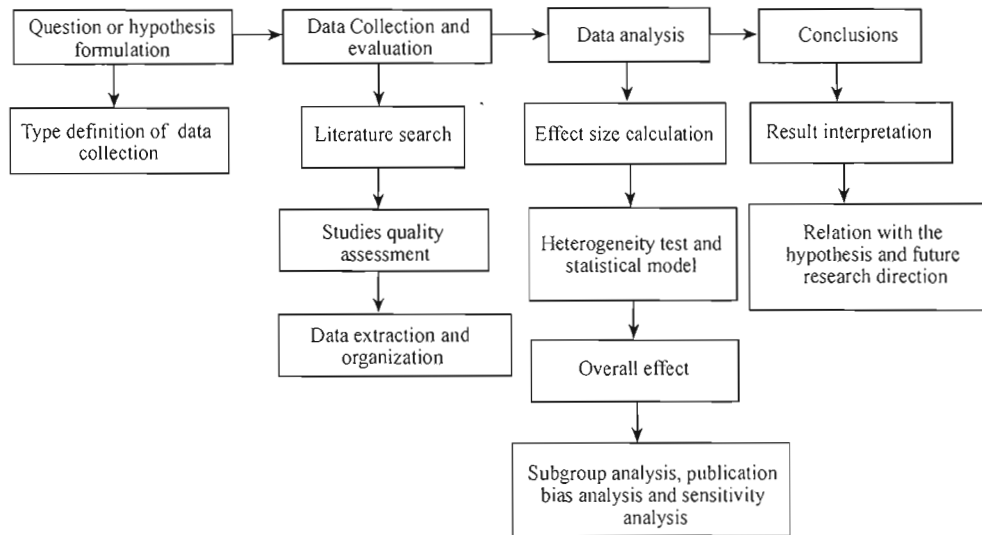 Question or hypothesis
formulation
Data Collection and
evaluation
Data analysis
Conclusions
Type definition of data
collection
Literature search
Effect size calculation
Result interpretation
Studies quality
assessment
Heterogeneity test and
statistical model
Relation with the
hypothesis and future
research direction
Data extraction and
organization
Overall effect
Subgroup analysis, publication
bias analysis and sensitivity
analysis